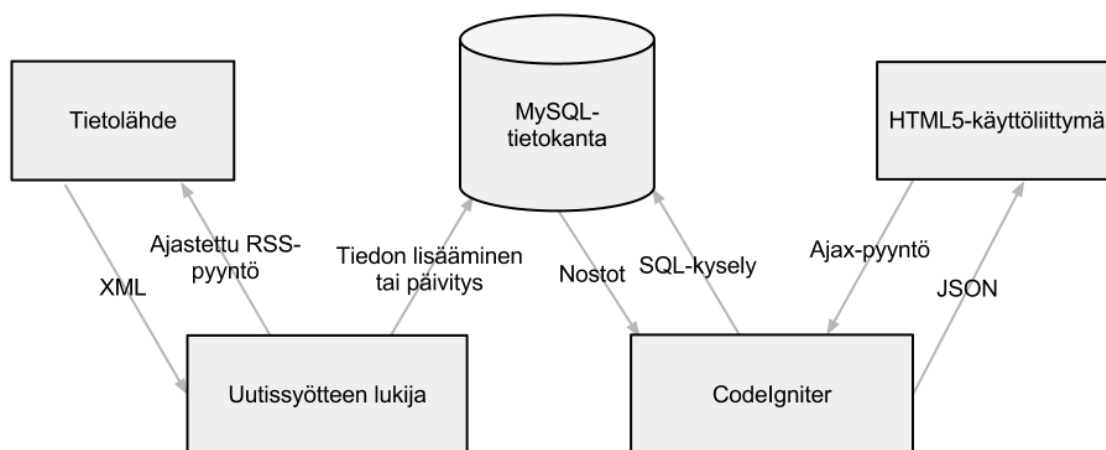 MySQL-
tietokanta
Tietolähde
HTML5-käyttöliittymä
Ajastettu RSS-
pyyntö
XML
Tiedon lisääminen
tai päivitys
Nostot
SQL-kysely
Ajax-pyyntö
JSON
Uutissyötteen lukija
CodeIgniter